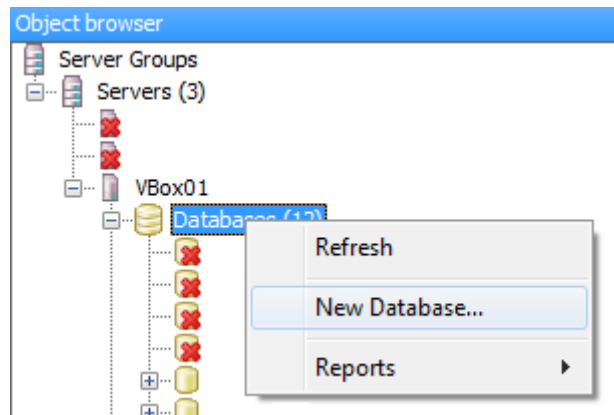 Object browser
Server Groups
Servers (3)
VBox01
Databases (12)
Refresh
New Database...
Reports